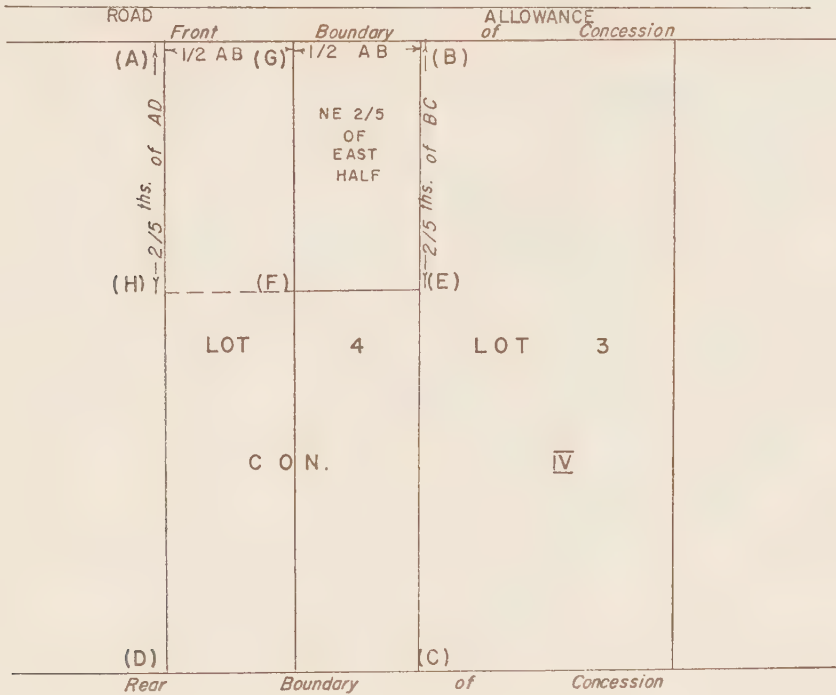 ROAD ALLOWANCE
Front Boundary of Concession
(A) 1/2 AB (G) 1/2 AB (B)
2/5 ths. of AD
NE 2/5
OF
EAST
HALF
2/5 ths. of BC
(H) (F) (E)
LOT 4 LOT 3
CON. IV
(D) (C)
Rear Boundary of Concession